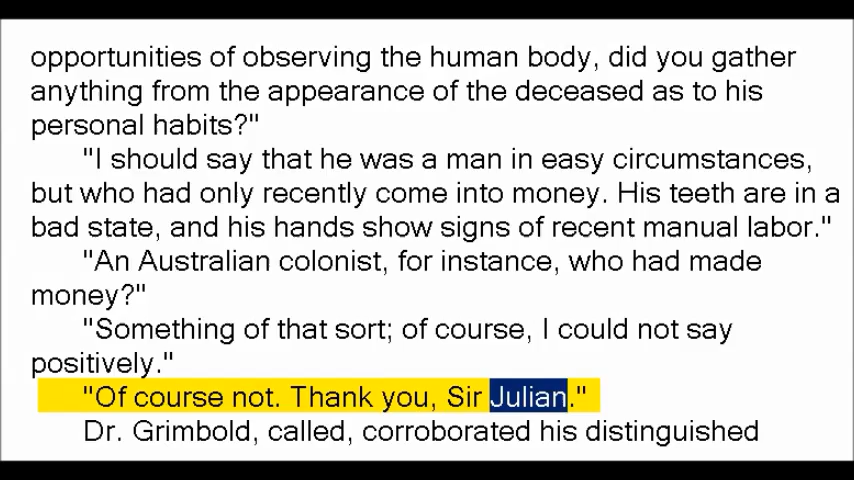 opportunities of observing the human body, did you gather
anything from the appearance of the deceased as to his
personal habits?"
"I should say that he was a man in easy circumstances,
but who had only recently come into money. His teeth are in a
bad state, and his hands show signs of recent manual labor."
"An Australian colonist, for instance, who had made
money?"
"Something of that sort; of course, I could not say
positively."
"Of course not. Thank you, Sir Julian."
Dr. Grimbold, called, corroborated his distinguished